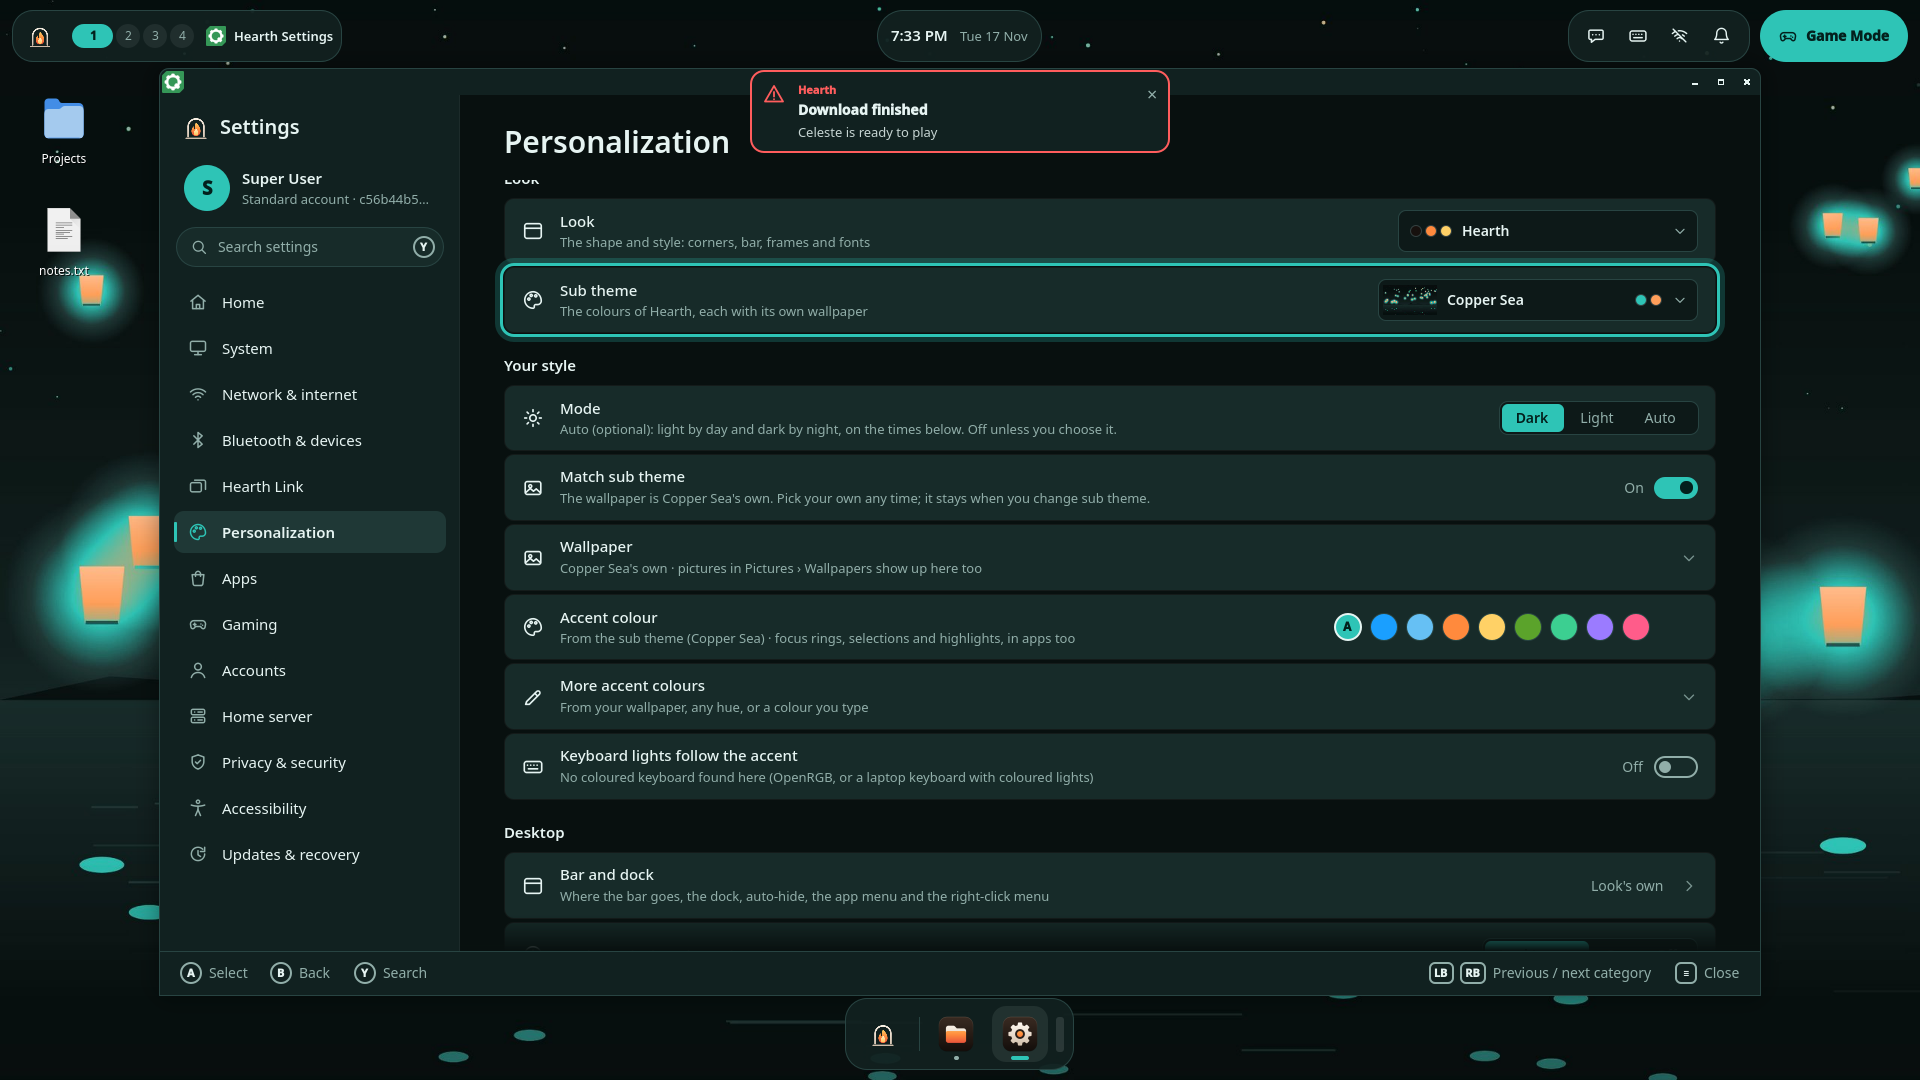 1
2
3
4
Hearth Settings
7:33 PM Tue 17 Nov
Game Mode
Projects
notes.txt
Hearth
Download finished
Celeste is ready to play
Settings
S
Super User
Standard account · c56b44b5...
Search settings
Y
Home
System
Network & internet
Bluetooth & devices
Hearth Link
Personalization
Apps
Gaming
Accounts
Home server
Privacy & security
Accessibility
Updates & recovery
Personalization
Look
Look
The shape and style: corners, bar, frames and fonts
Hearth
Sub theme
The colours of Hearth, each with its own wallpaper
Copper Sea
Your style
Mode
Auto (optional): light by day and dark by night, on the times below. Off unless you choose it.
Dark Light Auto
Match sub theme
The wallpaper is Copper Sea's own. Pick your own any time; it stays when you change sub theme.
On
Wallpaper
Copper Sea's own · pictures in Pictures › Wallpapers show up here too
Accent colour
From the sub theme (Copper Sea) · focus rings, selections and highlights, in apps too
A
More accent colours
From your wallpaper, any hue, or a colour you type
Keyboard lights follow the accent
No coloured keyboard found here (OpenRGB, or a laptop keyboard with coloured lights)
Off
Desktop
Bar and dock
Where the bar goes, the dock, auto-hide, the app menu and the right-click menu
Look's own
A Select B Back Y Search
LB RB Previous / next category
Close